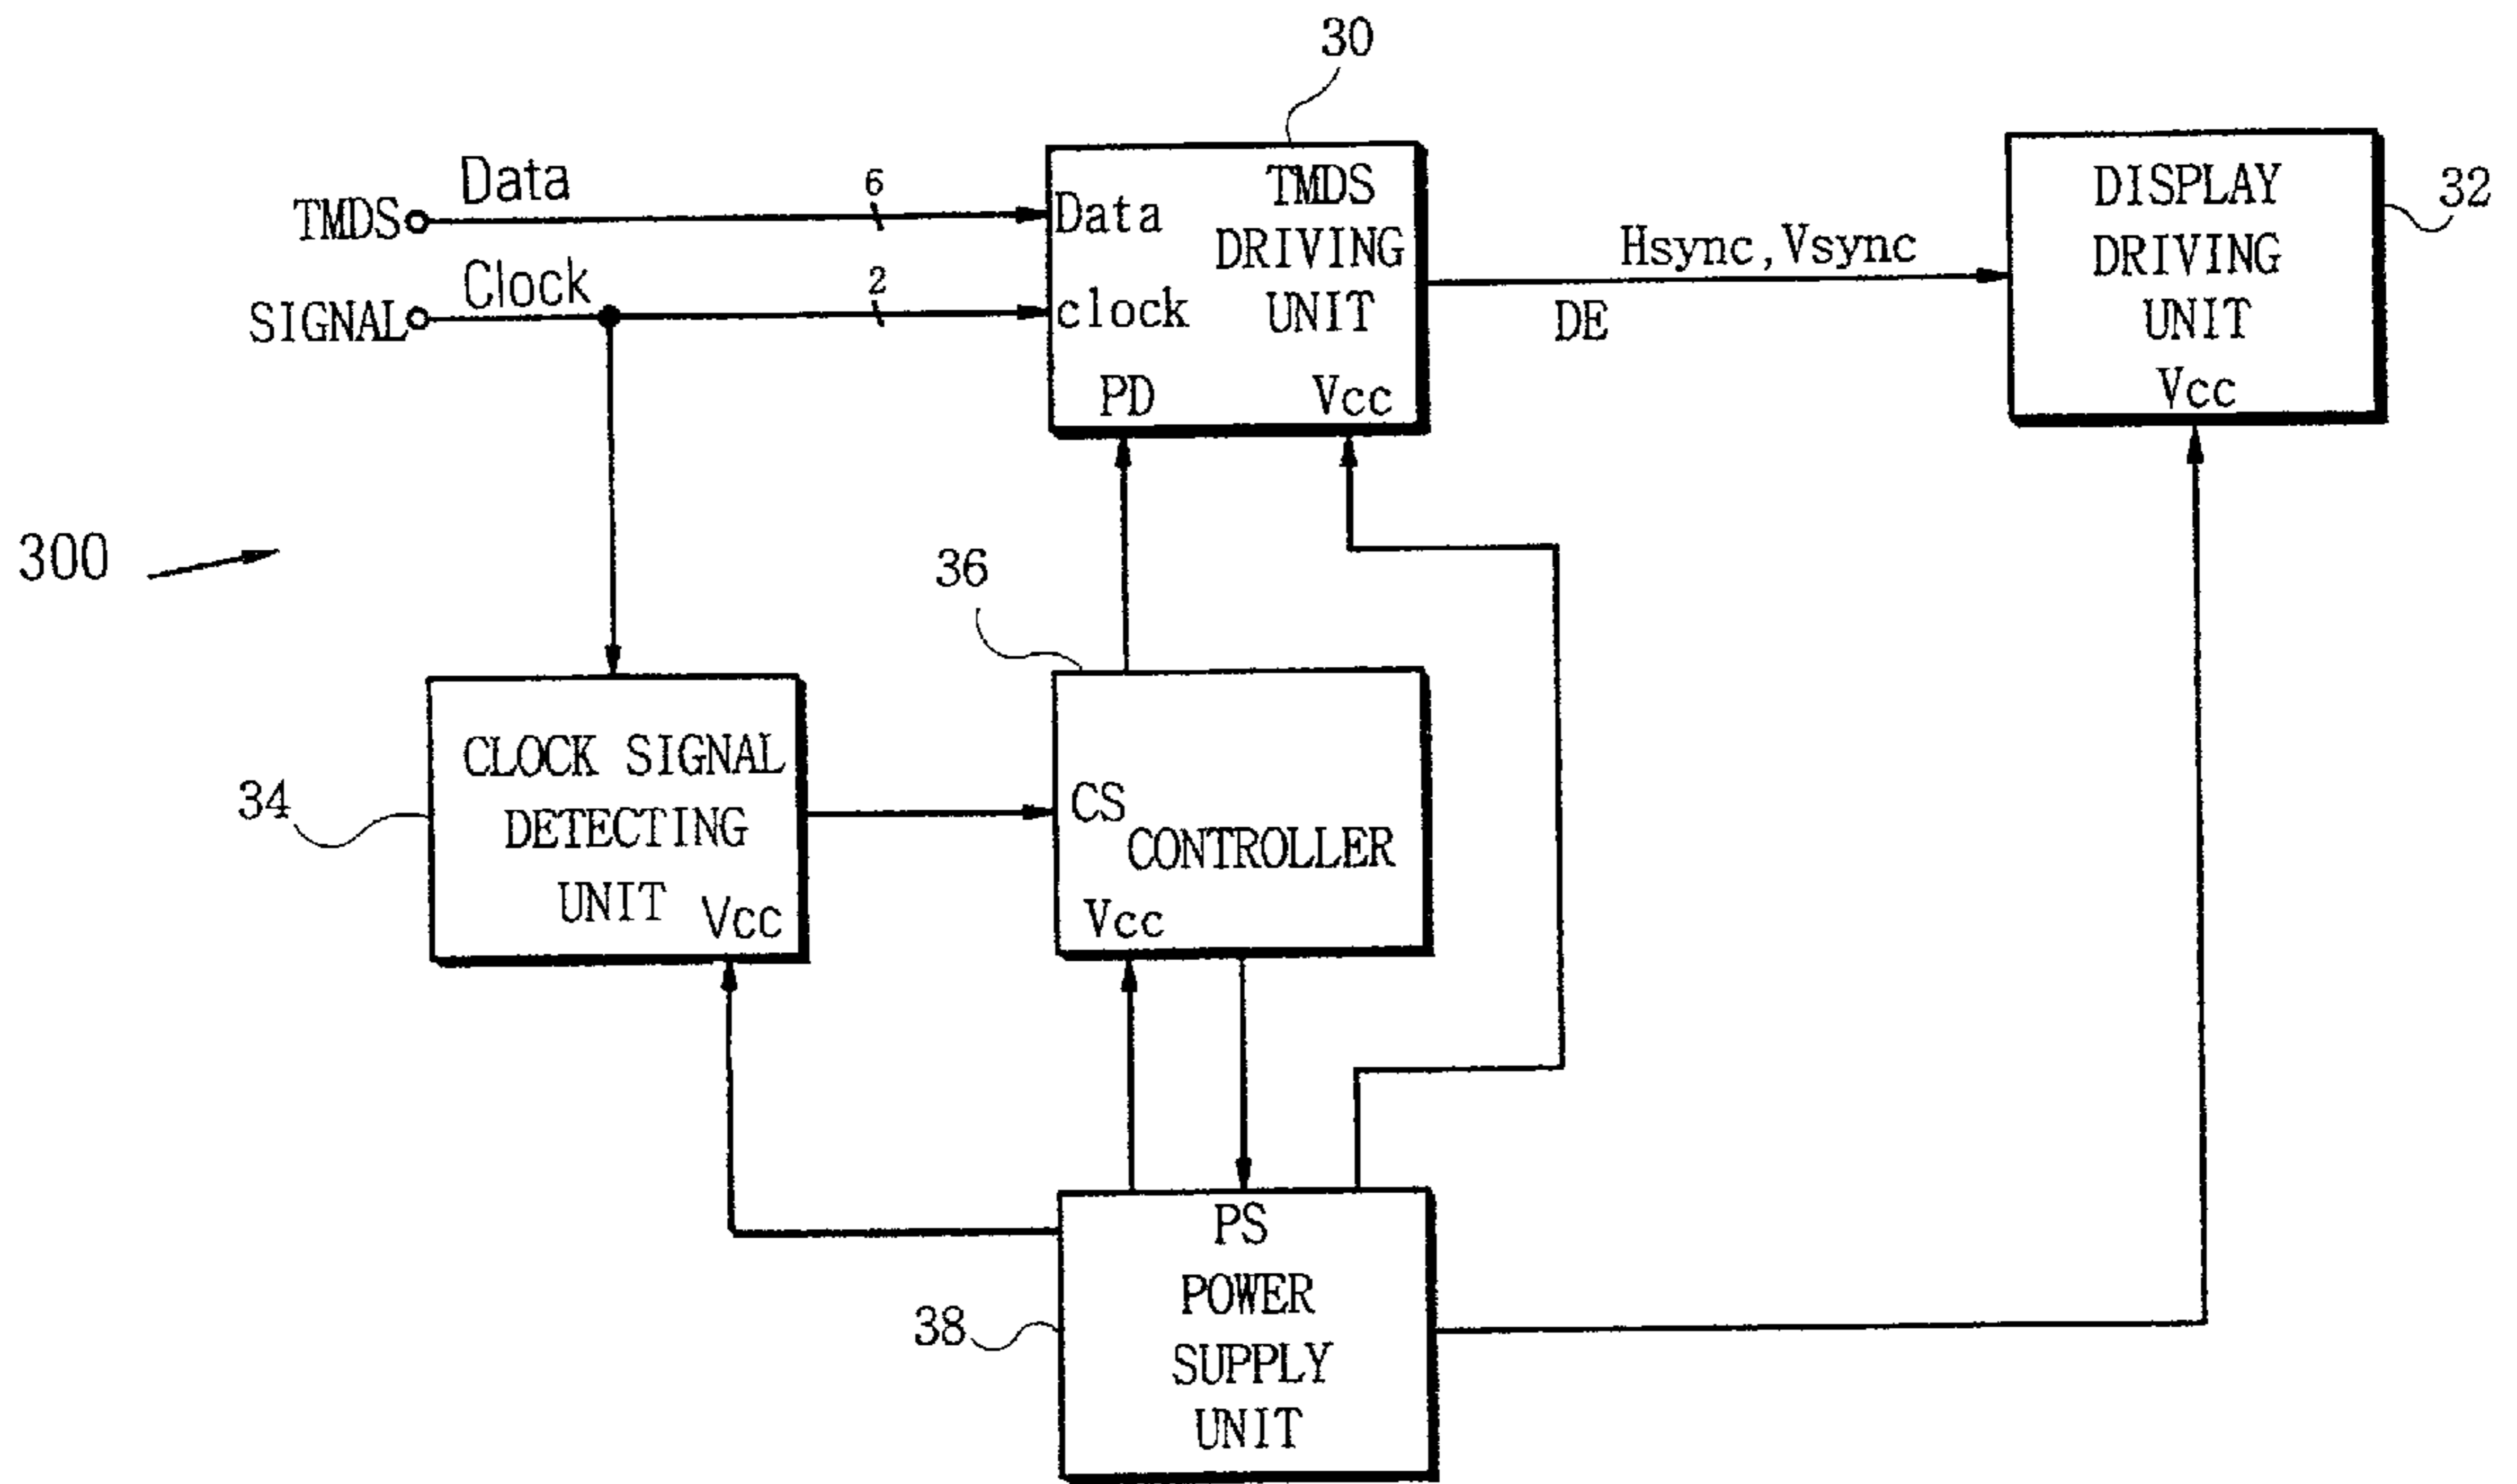 30
Data
6
TMDS
Data
TMDS
DRIVING
UNIT
DISPLAY
DRIVING
UNIT
Vcc
32
Clock
2
SIGNAL
clock
PD
Vcc
Hsync,Vsync
DE
300
36
34
CLOCK SIGNAL
DETECTING
UNIT
Vcc
CS
CONTROLLER
Vcc
38
PS
POWER
SUPPLY
UNIT